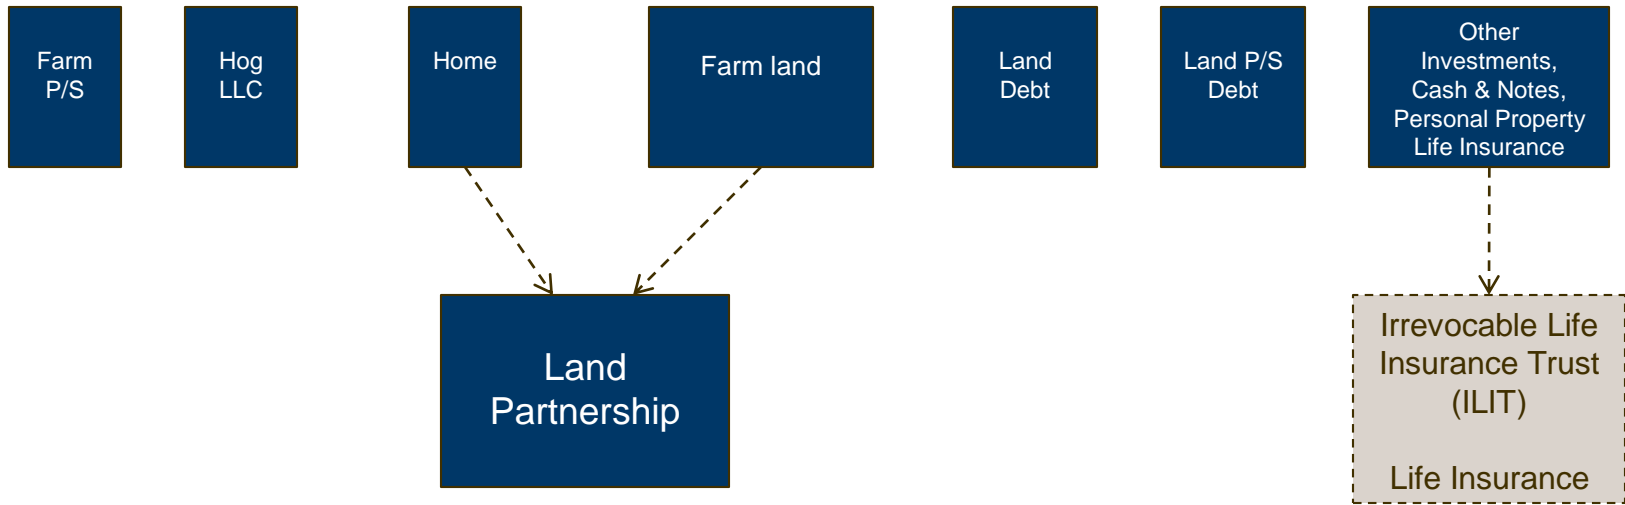 Farm
P/S
Hog
LLC
Home
Farm land
Land
Debt
Land P/S
Debt
Other
Investments,
Cash & Notes,
Personal Property
Life Insurance
Land
Partnership
Irrevocable Life
Insurance Trust
(ILIT)
Life Insurance